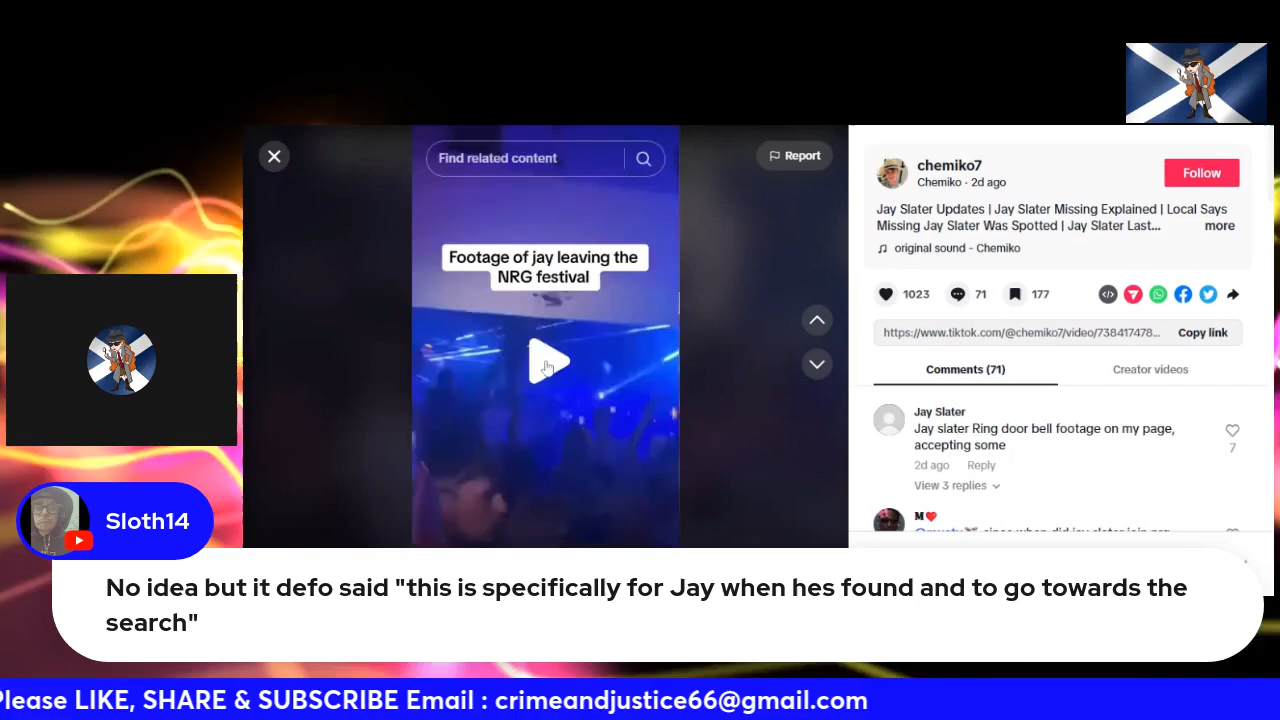 Find related content
Report
Footage of jay leaving the
NRG festival
chemiko7
Chemiko · 2d ago
Follow
Jay Slater Updates | Jay Slater Missing Explained | Local Says
Missing Jay Slater Was Spotted | Jay Slater Last...
more
original sound - Chemiko
1023
71
177
https://www.tiktok.com/@chemiko7/video/738417478...
Copy link
Comments (71)
Creator videos
Jay Slater
Jay slater Ring door bell footage on my page,
accepting some
7
2d ago
Reply
View 3 replies
M
Sloth14
No idea but it defo said "this is specifically for Jay when hes found and to go towards the
search"
Please LIKE, SHARE & SUBSCRIBE Email : crimeandjustice66@gmail.com